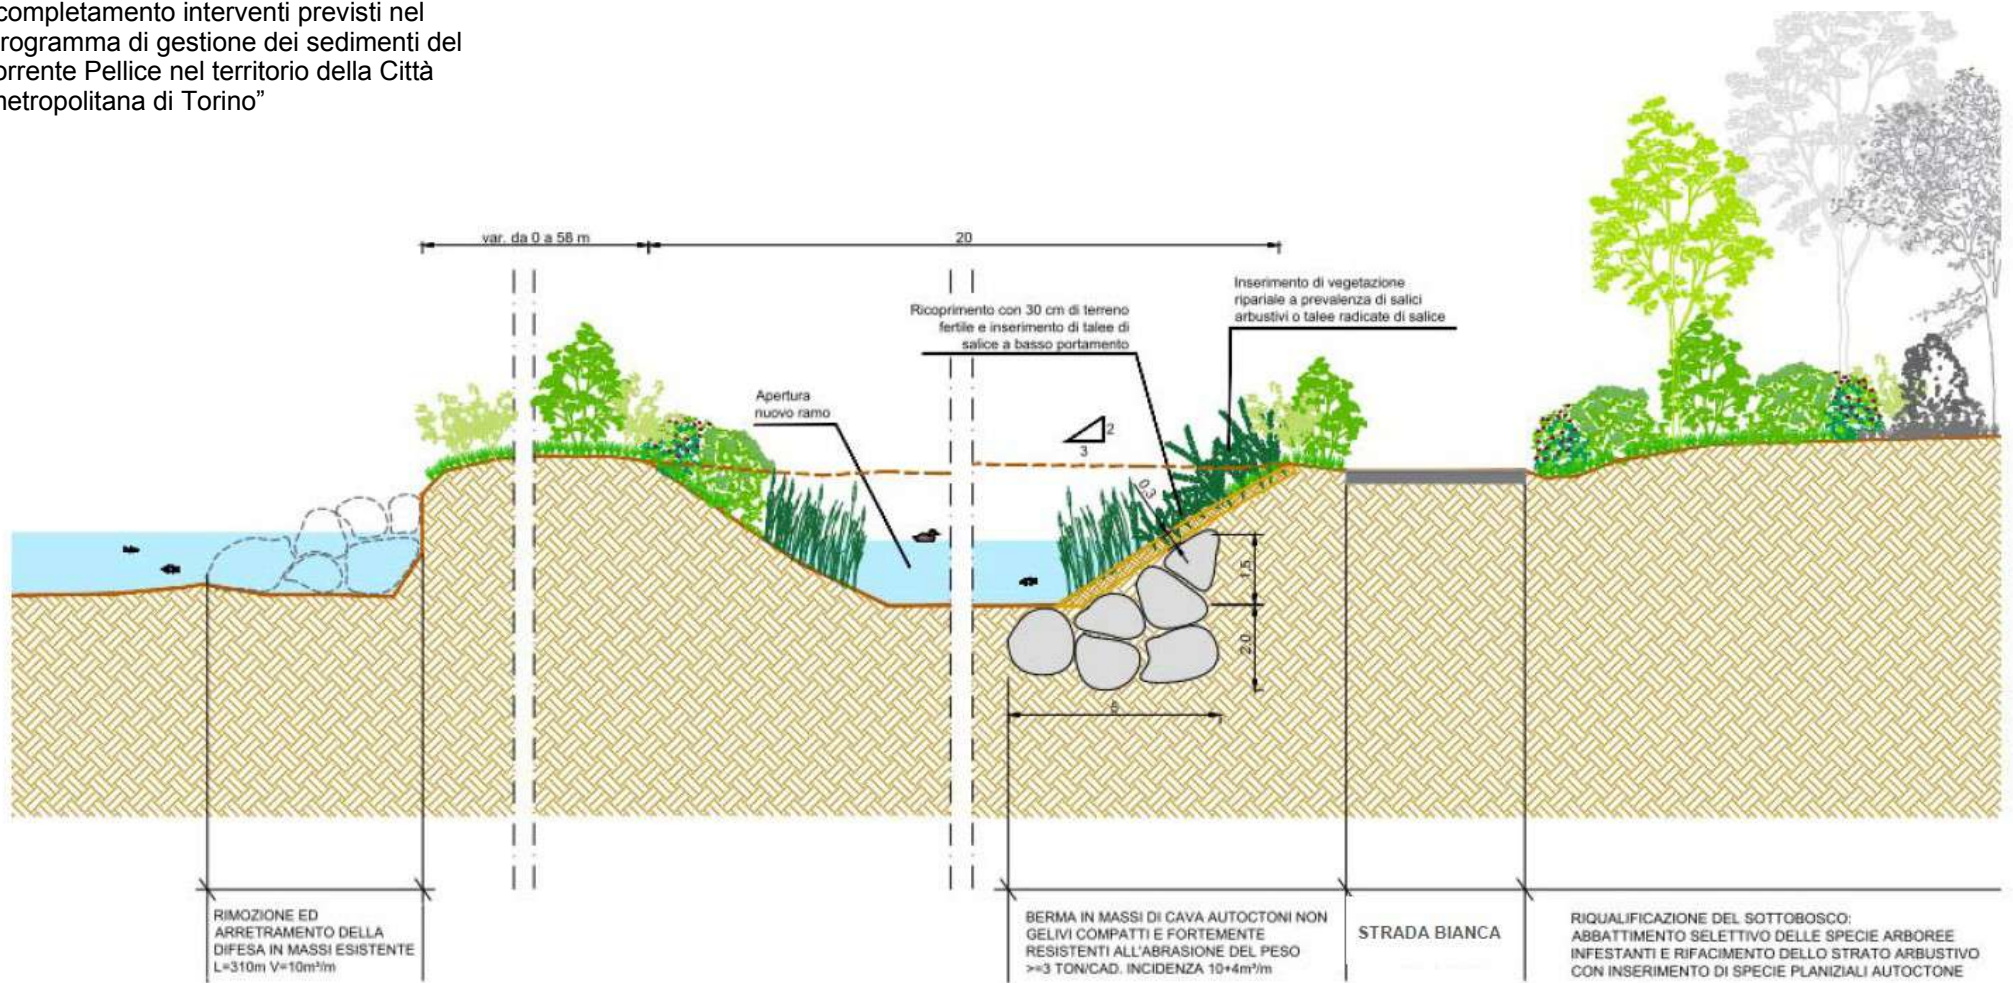 completamento interventi previsti nel
rogramma di gestione dei sedimenti del
orrente Pellice nel territorio della Città
metropolitana di Torino”
var. da 0 a 58 m
20
Inserimento di vegetazione
ripariale a prevalenza di salici
arbustivi o talee radicate di salice
Ricoprimento con 30 cm di terreno
fertile e inserimento di talee di
salice a basso portamento
Apertura
nuovo ramo
2
3
0,3
1,5
2,0
RIMOZIONE ED
ARRETRAMENTO DELLA
DIFESA IN MASSI ESISTENTE
L=310m V=10m³/m
BERMA IN MASSI DI CAVA AUTOCTONI NON
GELIVI COMPATTI E FORTEMENTE
RESISTENTI ALL'ABRASIONE DEL PESO
>=3 TON/CAD. INCIDENZA 10+4m³/m
STRADA BIANCA
RIQUALIFICAZIONE DEL SOTTOBOSCO:
ABBATTIMENTO SELETTIVO DELLE SPECIE ARBOREE
INFESTANTI E RIFACIMENTO DELLO STRATO ARBUSTIVO
CON INSERIMENTO DI SPECIE PLANIZIALI AUTOCTONE